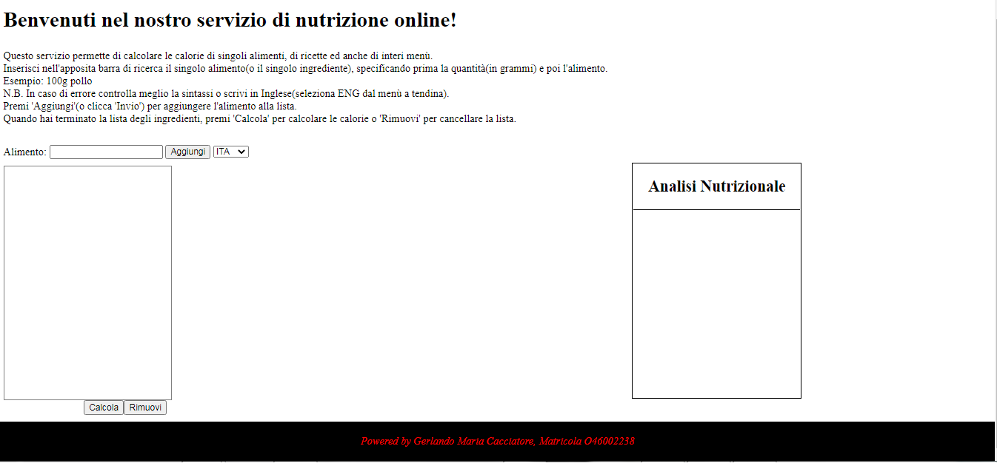 Benvenuti nel nostro servizio di nutrizione online!
Questo servizio permette di calcolare le calorie di singoli alimenti, di ricette ed anche di interi menù.
Inserisci nell'apposita barra di ricerca il singolo alimento(o il singolo ingrediente), specificando prima la quantità(in grammi) e poi l'alimento.
Esempio: 100g pollo
N.B. In caso di errore controlla meglio la sintassi o scrivi in Inglese(seleziona ENG dal menù a tendina).
Premi 'Aggiungi'(o clicca 'Invio') per aggiungere l'alimento alla lista.
Quando hai terminato la lista degli ingredienti, premi 'Calcola' per calcolare le calorie o 'Rimuovi' per cancellare la lista.
Alimento: Aggiungi ITA
Analisi Nutrizionale
Calcola Rimuovi
Powered by Gerlando Maria Cacciatore, Matricola O46002238